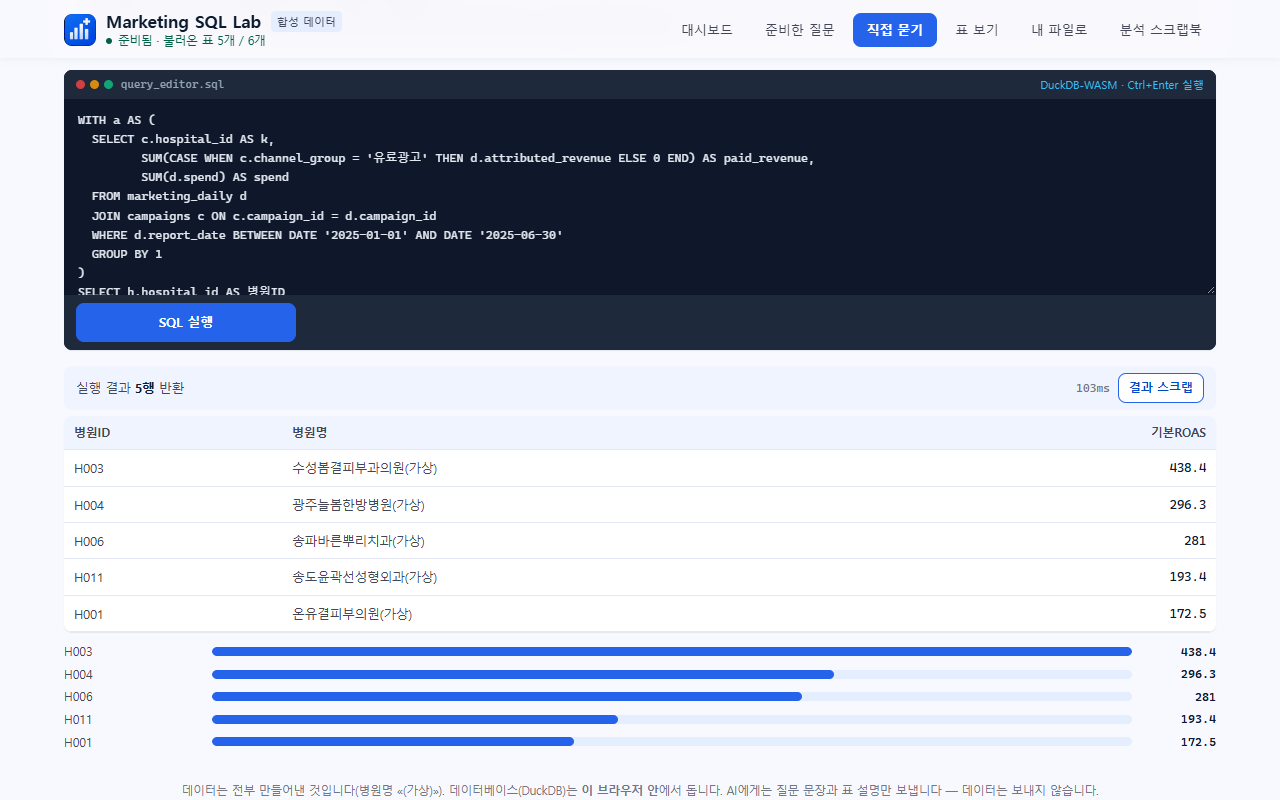 Marketing SQL Lab 합성 데이터
● 준비됨 · 불러온 표 5개 / 6개
대시보드 준비한 질문 직접 묻기 표 보기 내 파일로 분석 스크랩북
query_editor.sql DuckDB-WASM · Ctrl+Enter 실행
WITH a AS (
  SELECT c.hospital_id AS k,
         SUM(CASE WHEN c.channel_group = '유료광고' THEN d.attributed_revenue ELSE 0 END) AS paid_revenue,
         SUM(d.spend) AS spend
  FROM marketing_daily d
  JOIN campaigns c ON c.campaign_id = d.campaign_id
  WHERE d.report_date BETWEEN DATE '2025-01-01' AND DATE '2025-06-30'
  GROUP BY 1
)
SELECT h.hospital_id AS 병원ID
SQL 실행
실행 결과 5행 반환 103ms 결과 스크랩
병원ID 병원명 기본ROAS
H003 수성봄결피부과의원(가상) 438.4
H004 광주늘봄한방병원(가상) 296.3
H006 송파바른뿌리치과(가상) 281
H011 송도윤곽선성형외과(가상) 193.4
H001 온유결피부의원(가상) 172.5
H003 438.4
H004 296.3
H006 281
H011 193.4
H001 172.5
데이터는 전부 만들어낸 것입니다(병원명 «(가상)»). 데이터베이스(DuckDB)는 이 브라우저 안에서 돕니다. AI에게는 질문 문장과 표 설명만 보냅니다 — 데이터는 보내지 않습니다.